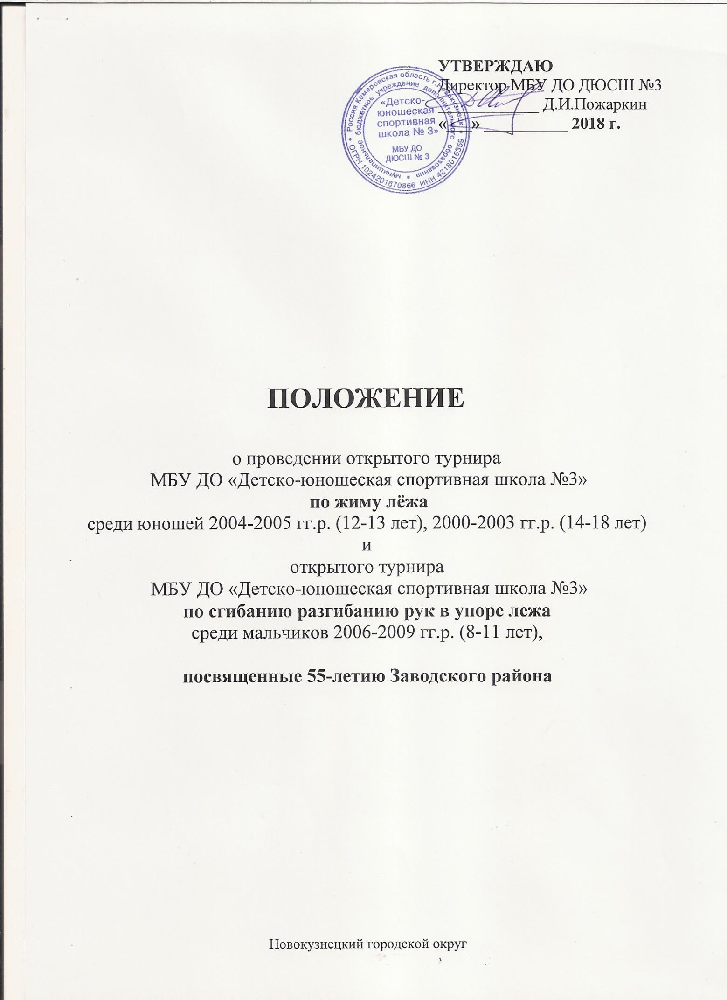 УТВЕРЖДАЮ
Директор МБУ ДО ДЮСШ №3
____________ Д.И.Пожаркин
«___» __________ 2018 г.
Россия Кемеровская область г.Новокузнецк
ОГРН 1024201670866 ИНН 4218016359
муниципальное бюджетное учреждение дополнительного образования
«Детско-
юношеская
спортивная
школа № 3»
МБУ ДО
ДЮСШ № 3
ПОЛОЖЕНИЕ
о проведении открытого турнира
МБУ ДО «Детско-юношеская спортивная школа №3»
по жиму лёжа
среди юношей 2004-2005 гг.р. (12-13 лет), 2000-2003 гг.р. (14-18 лет)
и
открытого турнира
МБУ ДО «Детско-юношеская спортивная школа №3»
по сгибанию разгибанию рук в упоре лежа
среди мальчиков 2006-2009 гг.р. (8-11 лет),
посвященные 55-летию Заводского района
Новокузнецкий городской округ